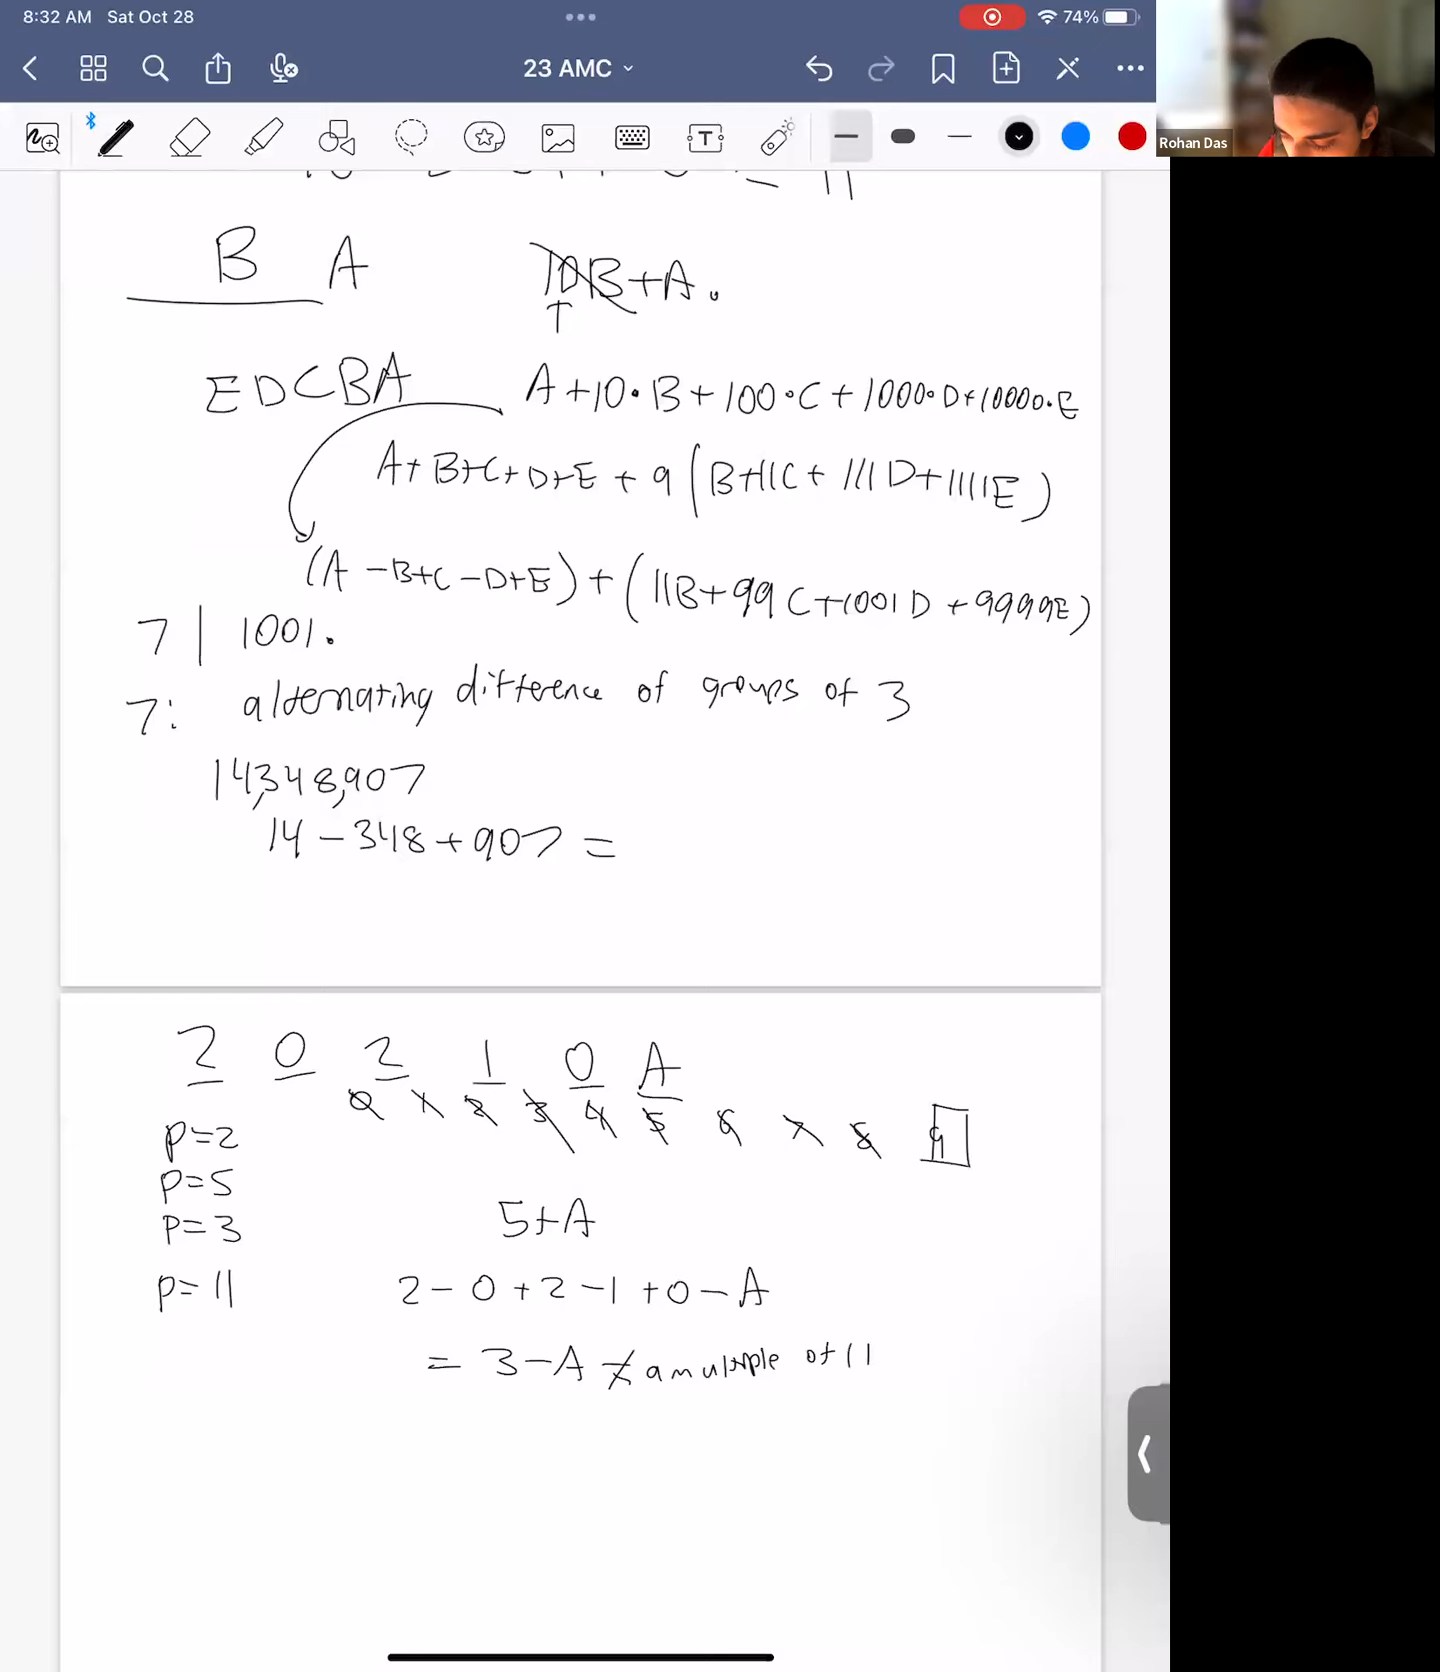 8:32 AM Sat Oct 28
74%
23 AMC
Rohan Das
B A
10B+A.
↑
EDCBA
A+10·B+100·C+1000·D+10000·E
A+B+C+D+E+9(B+11C+111D+1111E)
(A-B+C-D+E)+(11B+99C+1001D+9999E)
7 | 1001.
7: alternating difference of groups of 3
14,348,907
14-348+907=
2 0 2 1 0 A
0 1 2 3 4 5 6 7 8 9
p=2
p=5
p=3
5+A
p=11
2-0+2-1+0-A
= 3-A ≠ a multiple of 11